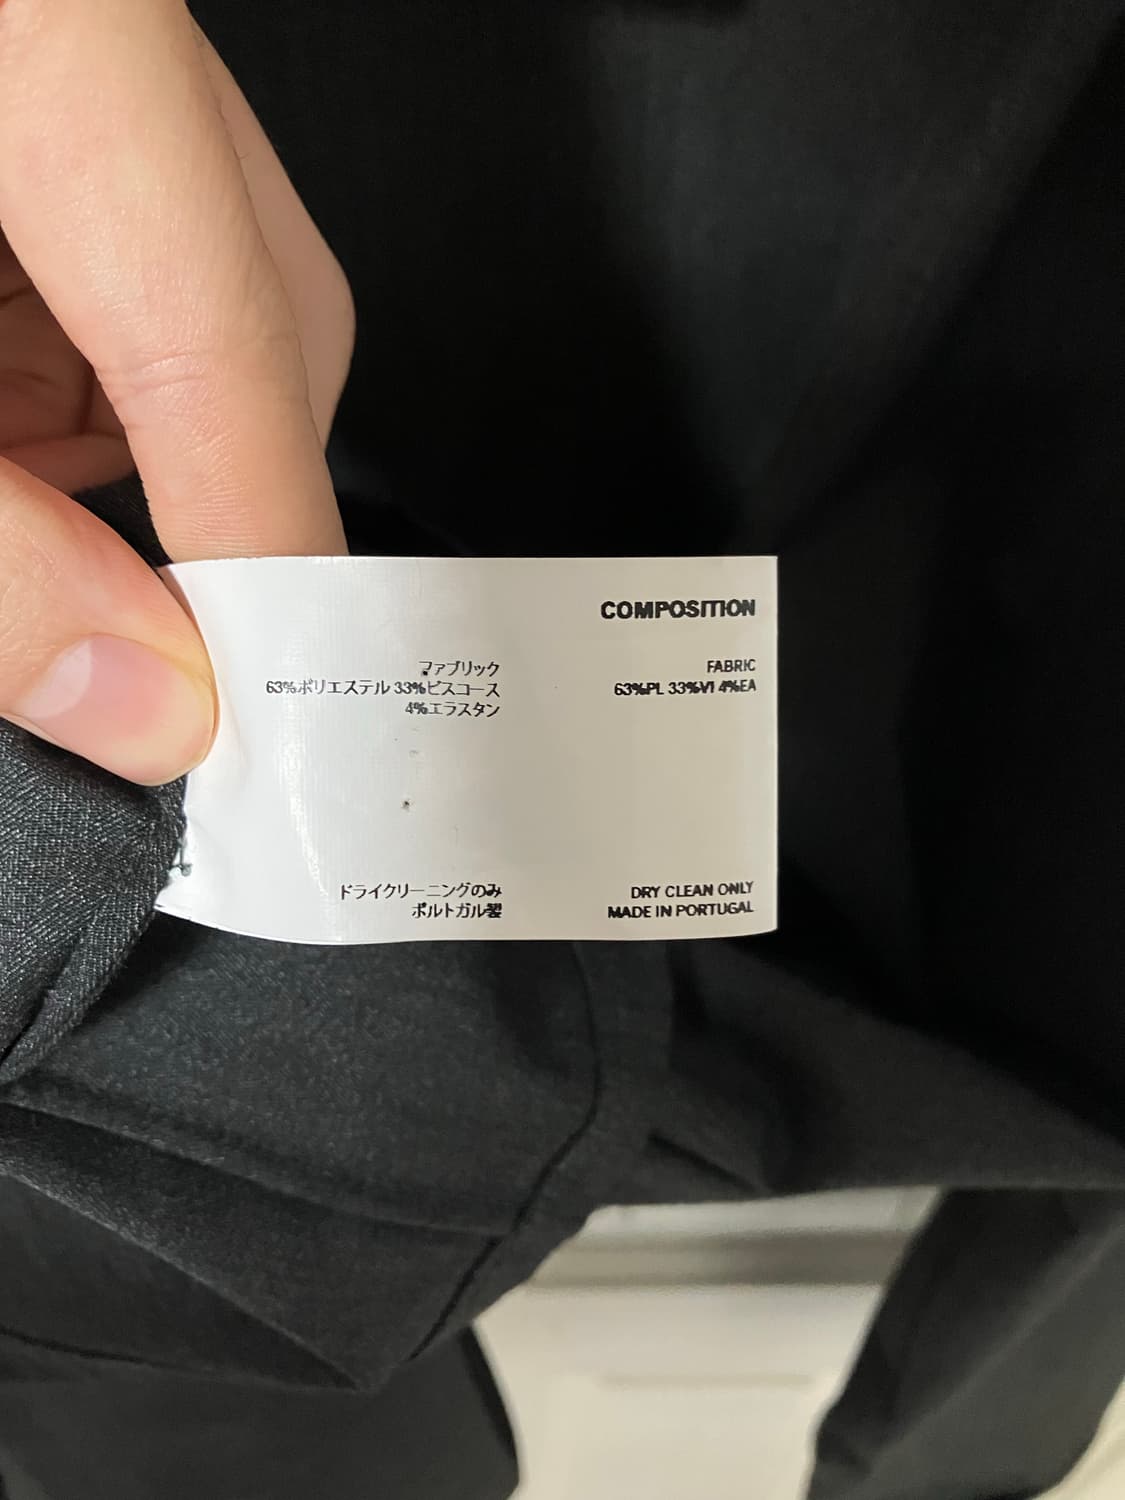 COMPOSITION
ファブリック
63%ポリエステル 33%ビスコース
4%エラスタン
FABRIC
63%PL 33%VI 4%EA
ドライクリーニングのみ
ポルトガル製
DRY CLEAN ONLY
MADE IN PORTUGAL